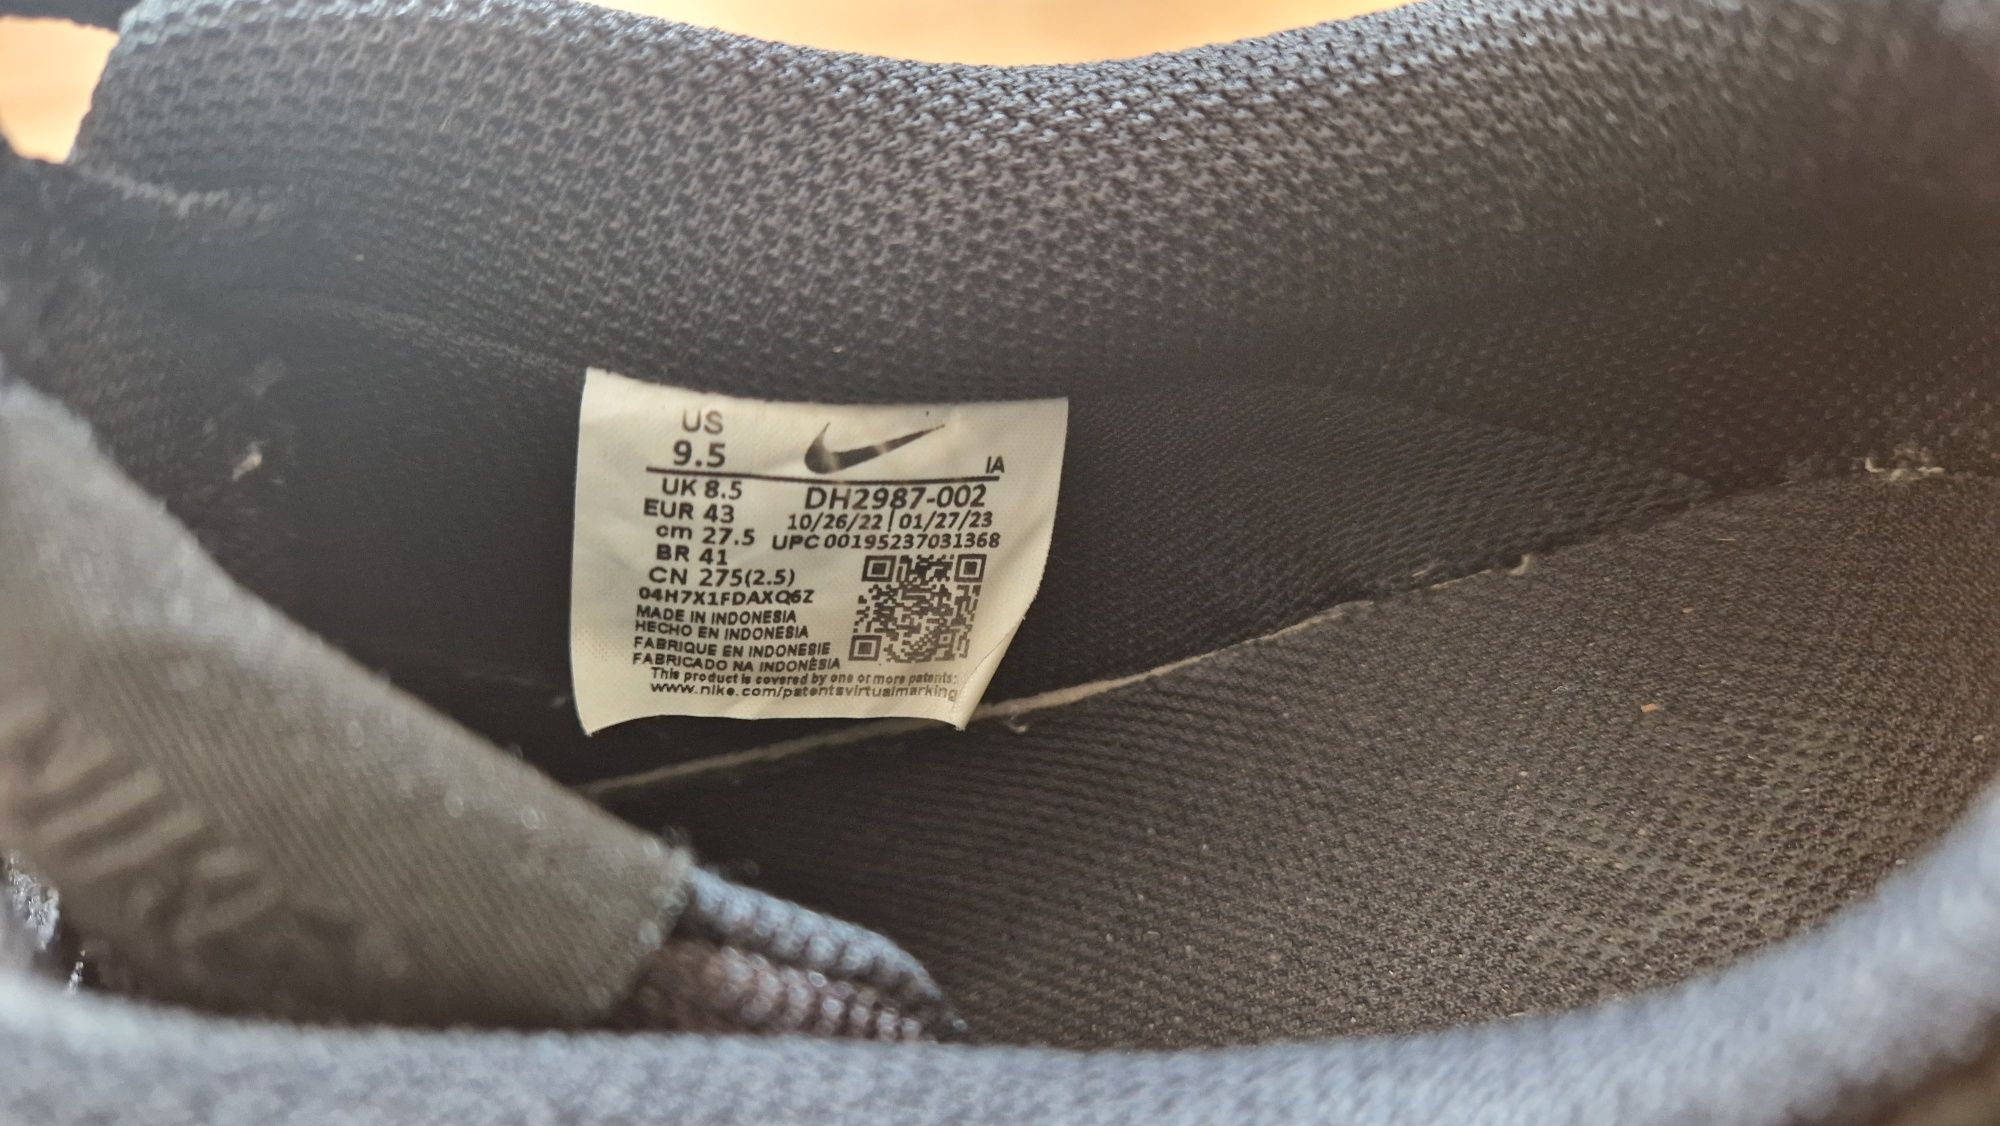 US
9.5
IA
UK 8.5
EUR 43
cm 27.5
BR 41
CN 275(2.5)
04H7X1FDAXQ6Z
DH2987-002
10/26/22 | 01/27/23
UPC 00195237031368
MADE IN INDONESIA
HECHO EN INDONESIA
FABRIQUE EN INDONESIE
FABRICADO NA INDONÉSIA
This product is covered by one or more patents:
www.nike.com/patentsvirtualmarking